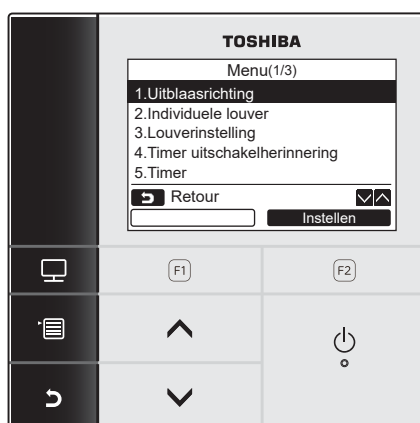 TOSHIBA
Menu(1/3)
1.Uitblaasrichting
2.Individuele louver
3.Louverinstelling
4.Timer uitschakelherinnering
5.Timer
Retour
Instellen
F1
F2